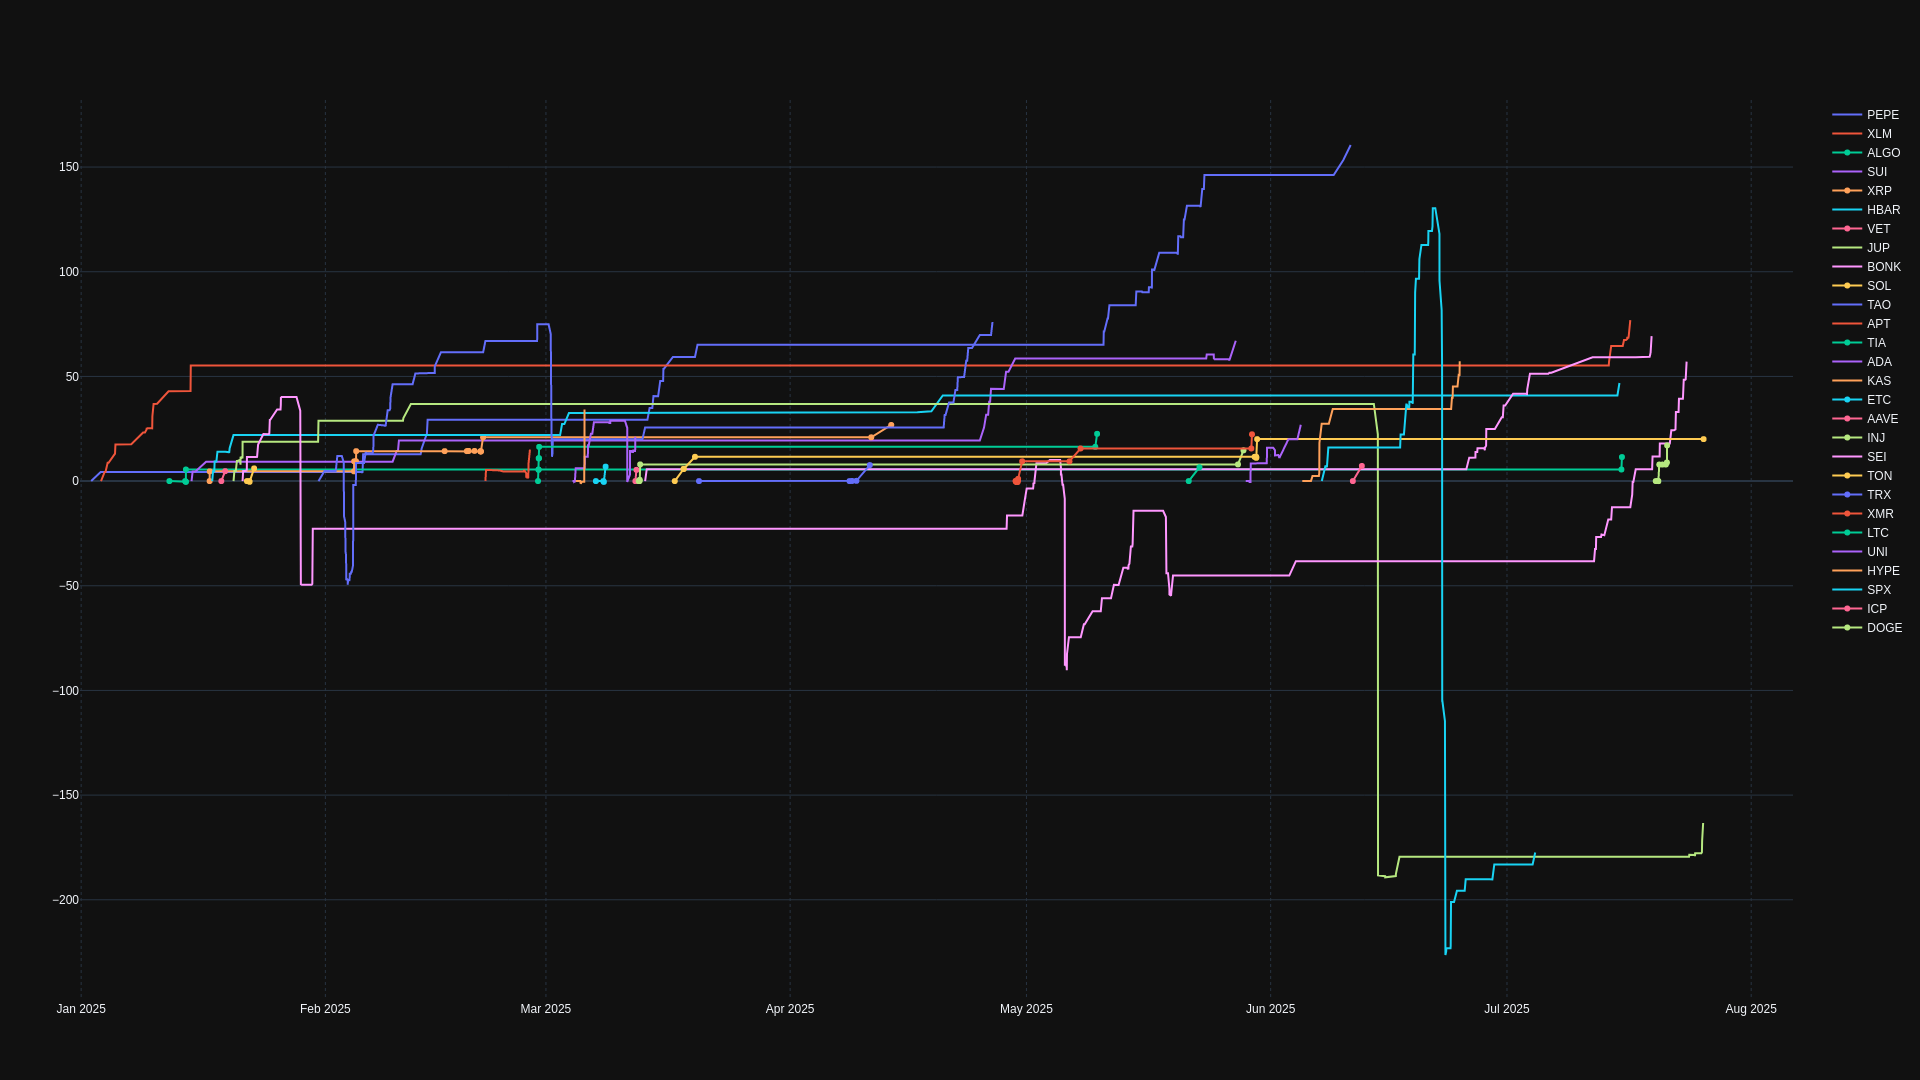 150
100
50
0
−50
−100
−150
−200
Jan 2025
Feb 2025
Mar 2025
Apr 2025
May 2025
Jun 2025
Jul 2025
Aug 2025
PEPE
XLM
ALGO
SUI
XRP
HBAR
VET
JUP
BONK
SOL
TAO
APT
TIA
ADA
KAS
ETC
AAVE
INJ
SEI
TON
TRX
XMR
LTC
UNI
HYPE
SPX
ICP
DOGE